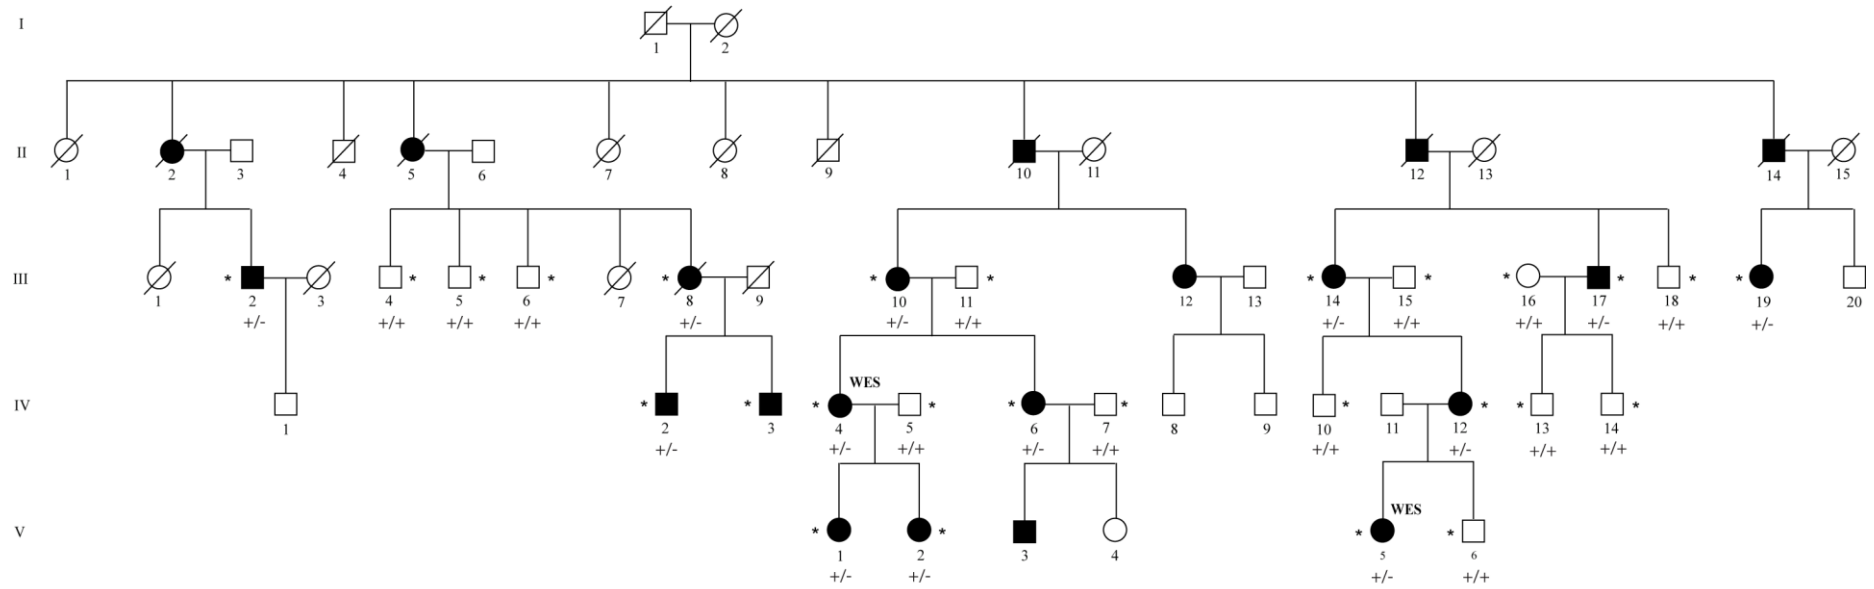 I
1 2
II
1 2 3 4 5 6 7 8 9 10 11 12 13 14 15
III
* * * * * * * * * * * * *
1 2 3 4 5 6 7 8 9 10 11 12 13 14 15 16 17 18 19 20
+/- +/+ +/+ +/+ +/- +/- +/+ +/- +/+ +/+ +/- +/+ +/-
WES
IV
* * * * * * * * * *
1 2 3 4 5 6 7 8 9 10 11 12 13 14
+/- +/- +/+ +/- +/+ +/+ +/- +/+ +/+
WES
V
* * * *
1 2 3 4 5 6
+/- +/- +/- +/+